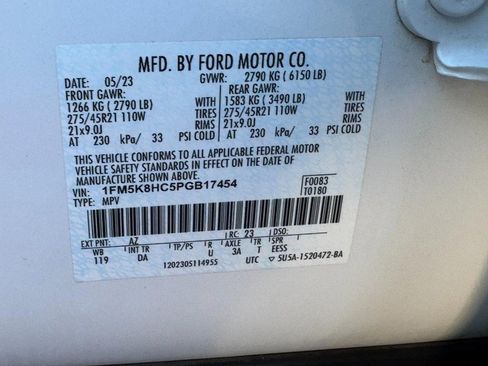 MFD. BY FORD MOTOR CO.
DATE: 05/23 GVWR: 2790 KG (6150 LB)
FRONT GAWR: REAR GAWR:
1266 KG (2790 LB) WITH 1583 KG (3490 LB) WITH
275/45R21 110W TIRES 275/45R21 110W TIRES
21x9.0J RIMS 21x9.0J RIMS
AT 230 kPa/ 33 PSI COLD AT 230 kPa/ 33 PSI COLD
THIS VEHICLE CONFORMS TO ALL APPLICABLE FEDERAL MOTOR
VEHICLE SAFETY STANDARDS IN EFFECT ON THE DATE OF
MANUFACTURE SHOWN ABOVE.
VIN: 1FM5K8HC5PGB17454 F0083
TYPE: MPV T0180
EXT PNT: AZ RC: 23 DSO:
WB INT TR TP/PS R AXLE TR SPR
119 DA U 3A T EESS
1202305114955 UTC ▽ 5U5A-1520472-BA